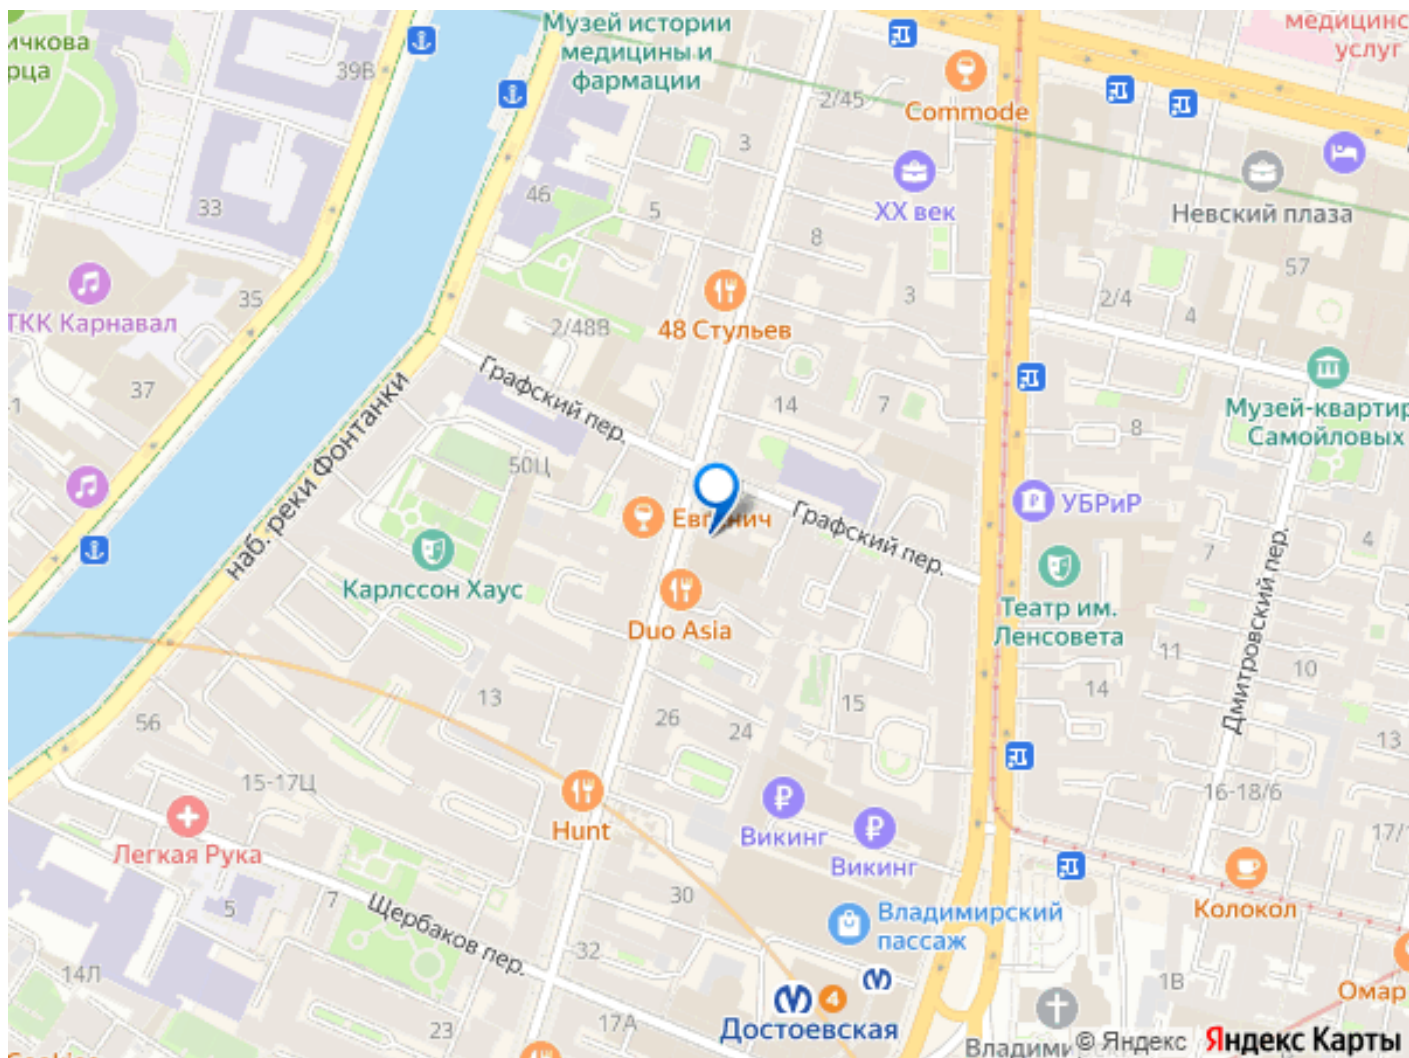 Музей истории
медицины и
фармации
39В
2/45
Commode
услуг
3
46
33
5
XX век
Невский плаза
8
57
35
3
2/4
4
ТКК Карнавал
2/48В
48 Стульев
37
Графский пер.
14
7
8
Музей-квартир
Самойловых
50Ц
наб. реки Фонтанки
УБРиР
Графский пер.
Карлссон Хаус
7
4
Duo Asia
Театр им.
Ленсовета
Дмитровский пер.
11
10
13
14
15
56
26
24
13
15-17Ц
16-18/6
Hunt
Викинг
Викинг
17/1
Легкая Рука
30
Колокол
5
7
Щербаков пер.
Владимирский
пассаж
32
14Л
1В
Омар
4
Достоевская
23
17А
© Яндекс
Яндекс Карты